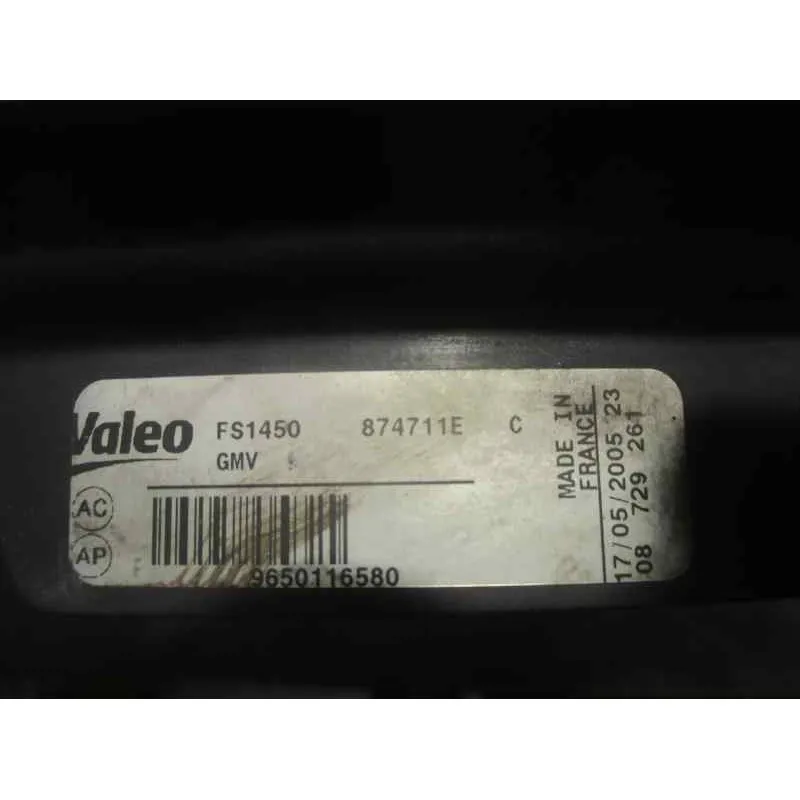 Valeo FS1450 874711E C
GMV
AC
AP
9650116580
MADE IN
FRANCE
17/05/2005 23
08 729 261